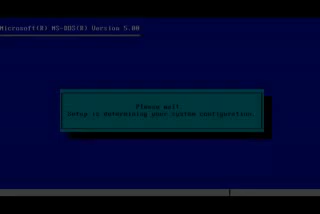 Microsoft(R) MS-DOS(R) Version 5.00
Please wait.
Setup is determining your system configuration.